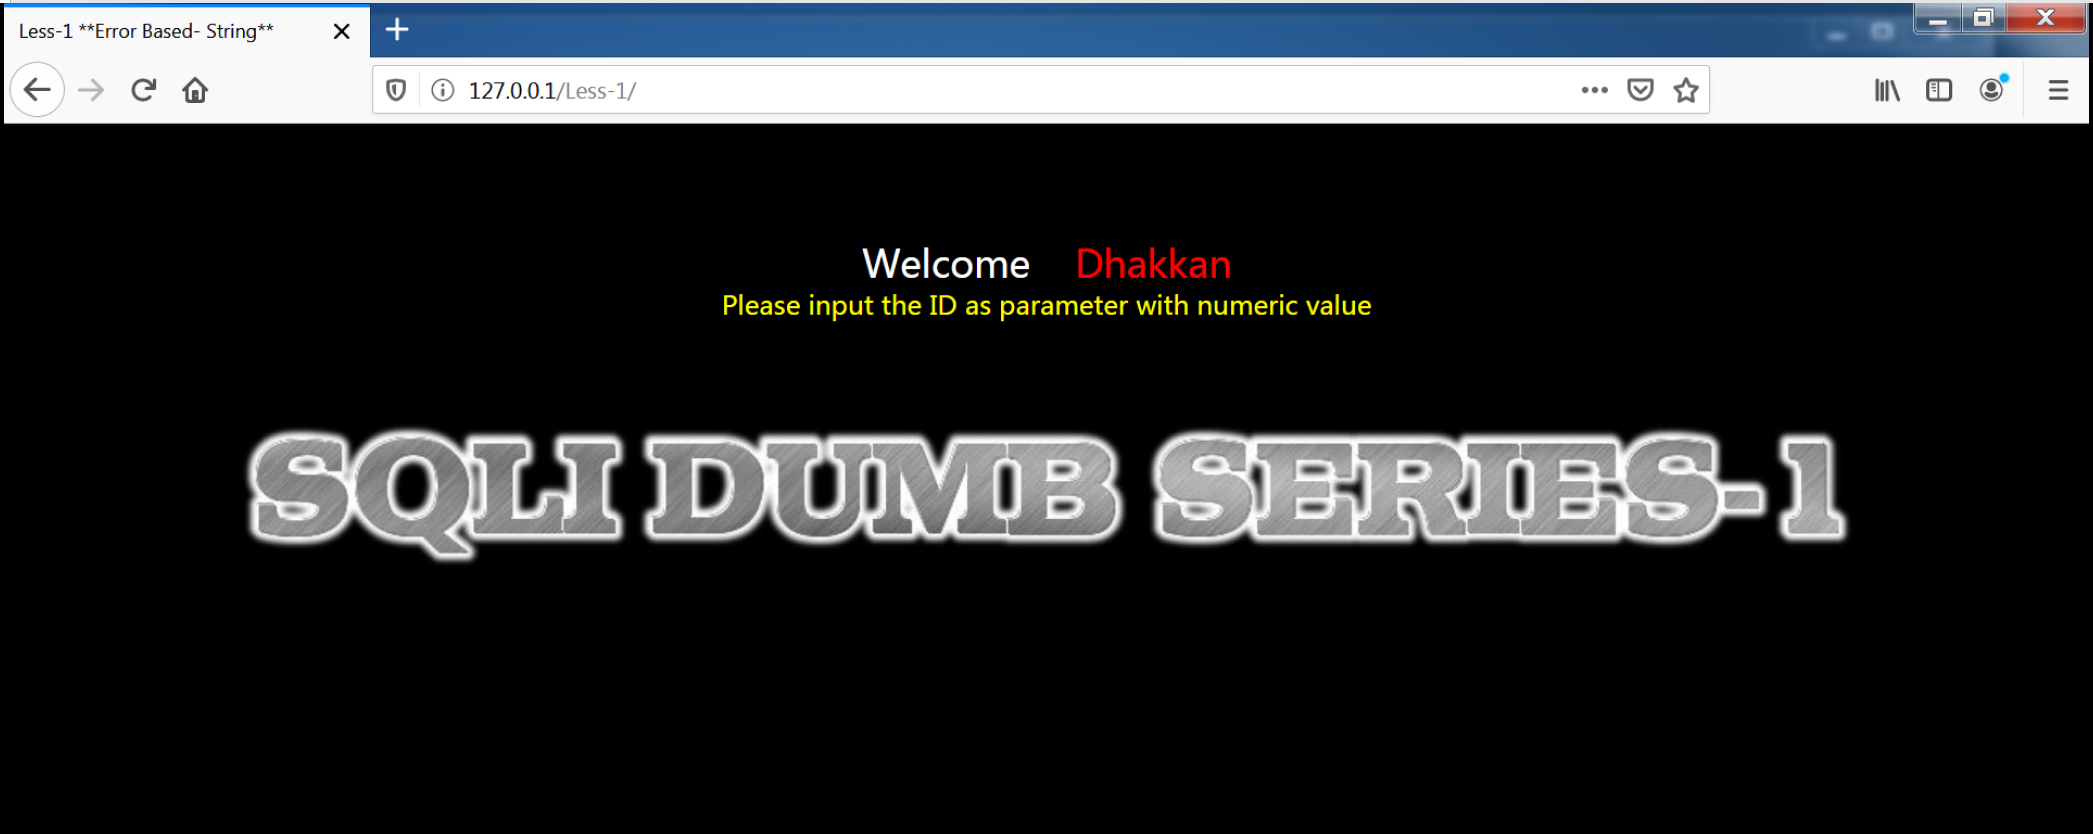 Less-1 **Error Based- String**
127.0.0.1/Less-1/
Welcome Dhakkan
Please input the ID as parameter with numeric value
SQLI DUMB SERIES-1